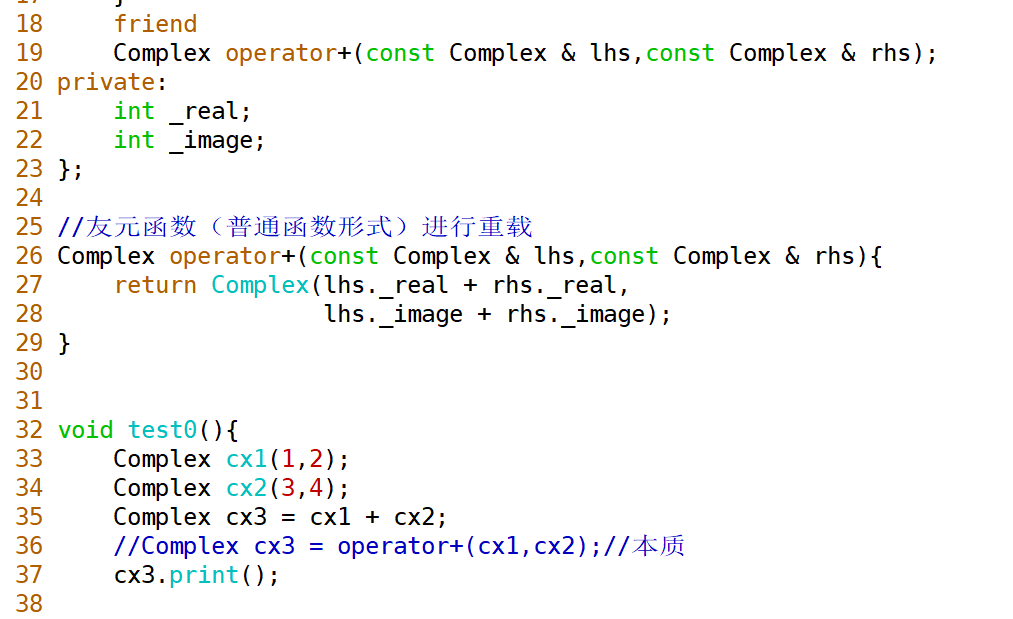 17 }
18 friend
19 Complex operator+(const Complex & lhs,const Complex & rhs);
20 private:
21 int _real;
22 int _image;
23 };
24
25 //友元函数（普通函数形式）进行重载
26 Complex operator+(const Complex & lhs,const Complex & rhs){
27 return Complex(lhs._real + rhs._real,
28 lhs._image + rhs._image);
29 }
30
31
32 void test0(){
33 Complex cx1(1,2);
34 Complex cx2(3,4);
35 Complex cx3 = cx1 + cx2;
36 //Complex cx3 = operator+(cx1,cx2);//本质
37 cx3.print();
38